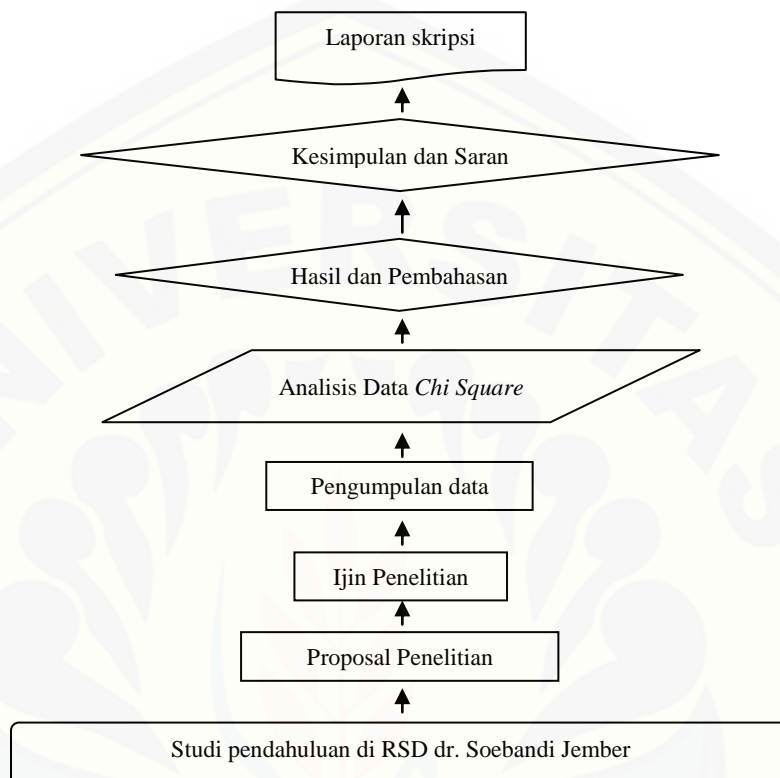 Laporan skripsi
Kesimpulan dan Saran
Hasil dan Pembahasan
Analisis Data Chi Square
Pengumpulan data
Ijin Penelitian
Proposal Penelitian
Studi pendahuluan di RSD dr. Soebandi Jember
UNIVERSITAS